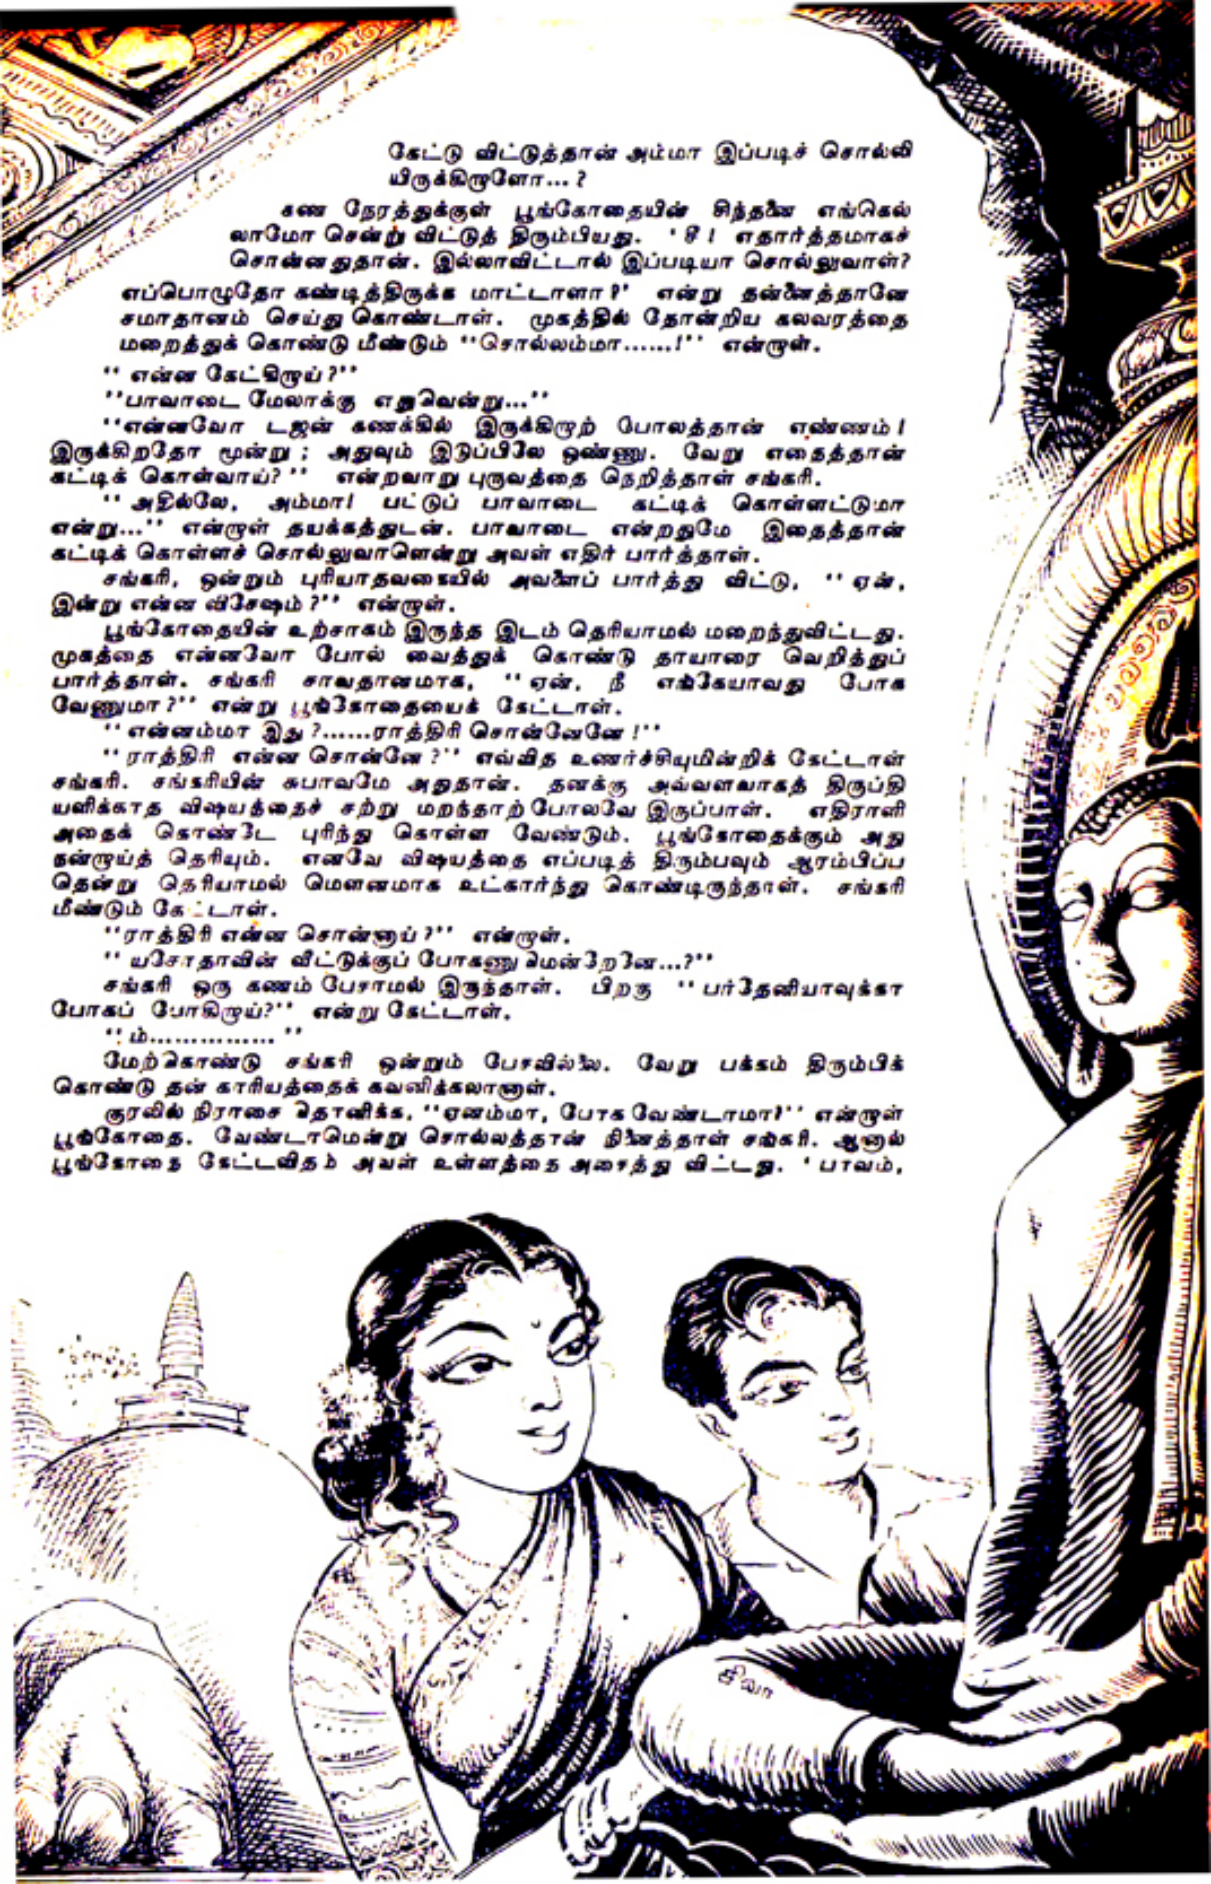 கேட்டு விட்டுத்தான் அம்மா இப்படிச் சொல்லி
யிருக்கிறாளோ...?
கண நேரத்துக்குள் பூங்கோதையின் சிந்தனை எங்கெல்
லாமோ சென்று விட்டுத் திரும்பியது. 'சீ! எதார்த்தமாகச்
சொன்னதுதான். இல்லாவிட்டால் இப்படியா சொல்லுவாள்?
எப்பொழுதோ கண்டித்திருக்க மாட்டாளா?' என்று தன்னைத்தானே
சமாதானம் செய்து கொண்டாள். முகத்தில் தோன்றிய கலவரத்தை
மறைத்துக் கொண்டு மீண்டும் "சொல்லம்மா......!" என்றாள்.
"என்ன கேட்கிறாய்?"
"பாவாடை மேலாக்கு எதுவென்று..."
"என்னவோ டஜன் கணக்கில் இருக்கிறாற் போலத்தான் எண்ணம்!
இருக்கிறதோ மூன்று; அதுவும் இடுப்பிலே ஒண்ணு. வேறு எதைத்தான்
கட்டிக் கொள்வாய்?" என்றவாறு புருவத்தை நெறித்தாள் சங்கரி.
"அதில்லே, அம்மா! பட்டுப் பாவாடை கட்டிக் கொள்ளட்டுமா
என்று..." என்றாள் தயக்கத்துடன். பாவாடை என்றதுமே இதைத்தான்
கட்டிக் கொள்ளச் சொல்லுவாளென்று அவள் எதிர் பார்த்தாள்.
சங்கரி, ஒன்றும் புரியாதவகையில் அவளைப் பார்த்து விட்டு, "ஏன்,
இன்று என்ன விசேஷம்?" என்றாள்.
பூங்கோதையின் உற்சாகம் இருந்த இடம் தெரியாமல் மறைந்துவிட்டது.
முகத்தை என்னவோ போல் வைத்துக் கொண்டு தாயாரை வெறித்துப்
பார்த்தாள். சங்கரி சாவதானமாக, "ஏன், நீ எங்கேயாவது போக
வேணுமா?" என்று பூங்கோதையைக் கேட்டாள்.
"என்னம்மா இது?......ராத்திரி சொன்னேனே!"
"ராத்திரி என்ன சொன்னே?" எவ்வித உணர்ச்சியுமின்றிக் கேட்டாள்
சங்கரி. சங்கரியின் சுபாவமே அதுதான். தனக்கு அவ்வளவாகத் திருப்தி
யளிக்காத விஷயத்தைச் சற்று மறந்தாற் போலவே இருப்பாள். எதிராளி
அதைக் கொண்டே புரிந்து கொள்ள வேண்டும். பூங்கோதைக்கும் அது
நன்றாய்த் தெரியும். எனவே விஷயத்தை எப்படித் திரும்பவும் ஆரம்பிப்ப
தென்று தெரியாமல் மௌனமாக உட்கார்ந்து கொண்டிருந்தாள். சங்கரி
மீண்டும் கேட்டாள்.
"ராத்திரி என்ன சொன்னாய்?" என்றாள்.
"யசோதாவின் வீட்டுக்குப் போகணுமென்றேனே...?"
சங்கரி ஒரு கணம் பேசாமல் இருந்தாள். பிறகு "பர்தேனியாவுக்கா
போகப் போகிறாய்?" என்று கேட்டாள்.
"ம்..............."
மேற்கொண்டு சங்கரி ஒன்றும் பேசவில்லை. வேறு பக்கம் திரும்பிக்
கொண்டு தன் காரியத்தைக் கவனிக்கலானாள்.
குரலில் நிராசை தொனிக்க, "ஏனம்மா, போக வேண்டாமா?" என்றாள்
பூங்கோதை. வேண்டாமென்று சொல்லத்தான் நினைத்தாள் சங்கரி. ஆனால்
பூங்கோதை கேட்டவிதம் அவள் உள்ளத்தை அசைத்து விட்டது. 'பாவம்,
சிவா